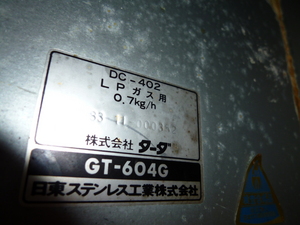 DC-402
LPガス用
0.7kg/h
株式会社 ターダ
GT-604G
日東ステンレス工業株式会社